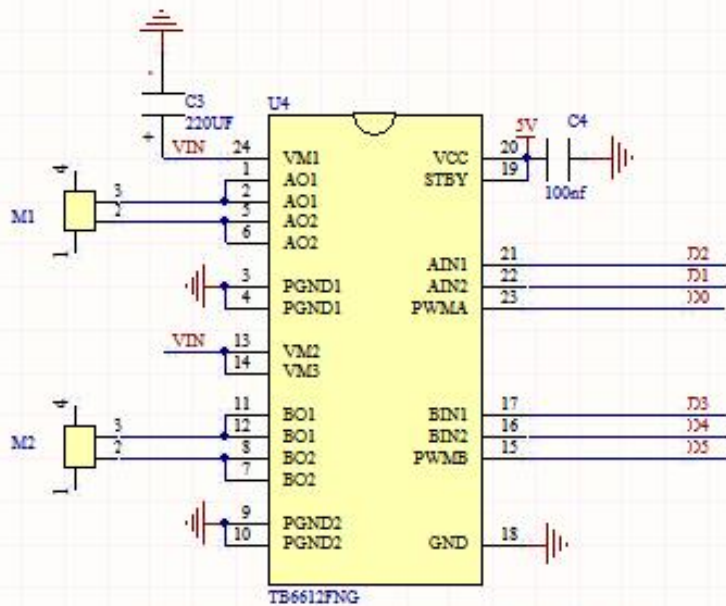 C3
220UF
+
VIN
U4
24 VM1
1 AO1
2 AO1
5 AO2
6 AO2
3 PGND1
4 PGND1
VIN
13 VM2
14 VM3
11 BO1
12 BO1
8 BO2
7 BO2
9 PGND2
10 PGND2
M1
4
3
2
1
M2
4
3
2
1
VCC 20
STBY 19
5V
C4
100nf
AIN1 21
AIN2 22
PWMA 23
D2
D1
D0
BIN1 17
BIN2 16
PWMB 15
D3
D4
D5
GND 18
TB6612FNG